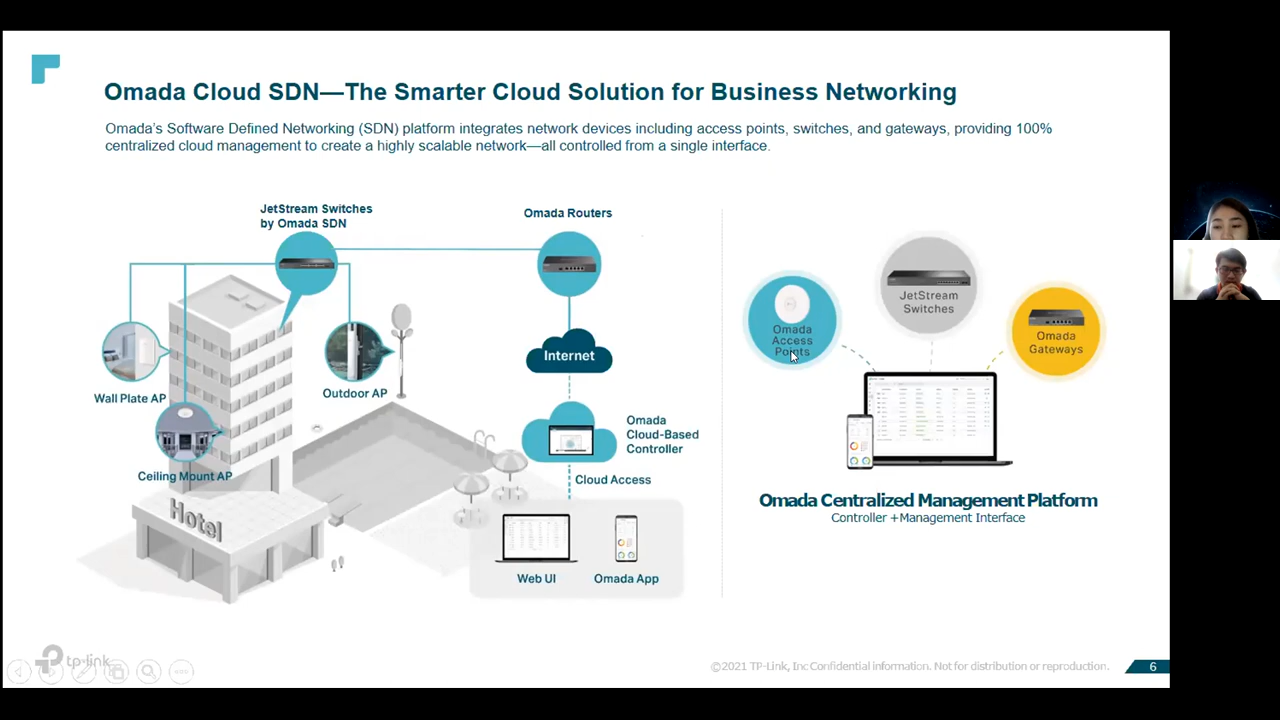 Omada Cloud SDN—The Smarter Cloud Solution for Business Networking
Omada's Software Defined Networking (SDN) platform integrates network devices including access points, switches, and gateways, providing 100%
centralized cloud management to create a highly scalable network—all controlled from a single interface.
JetStream Switches
by Omada SDN
Omada Routers
Wall Plate AP
Outdoor AP
Ceiling Mount AP
Hotel
Internet
Omada
Cloud-Based
Controller
Cloud Access
Web UI
Omada App
Omada
Access
Points
JetStream
Switches
Omada
Gateways
Omada Centralized Management Platform
Controller +Management Interface
tp-link
©2021 TP-Link, Inc Confidential information. Not for distribution or reproduction.
6